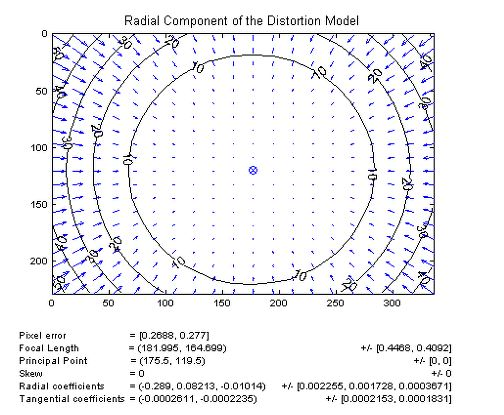 Radial Component of the Distortion Model
0
50
100
150
200
0 50 100 150 200 250 300
10
10
10
10
10
10
20
20
20
20
20
30
30
30
40
Pixel error = [0.2688, 0.277]
Focal Length = (181.995, 164.699) +/- [0.4468, 0.4092]
Principal Point = (175.5, 119.5) +/- [0, 0]
Skew = 0 +/- 0
Radial coefficients = (-0.289, 0.08213, -0.01014) +/- [0.002255, 0.001728, 0.0003671]
Tangential coefficients = (-0.0002611, -0.0002235) +/- [0.0002153, 0.0001831]